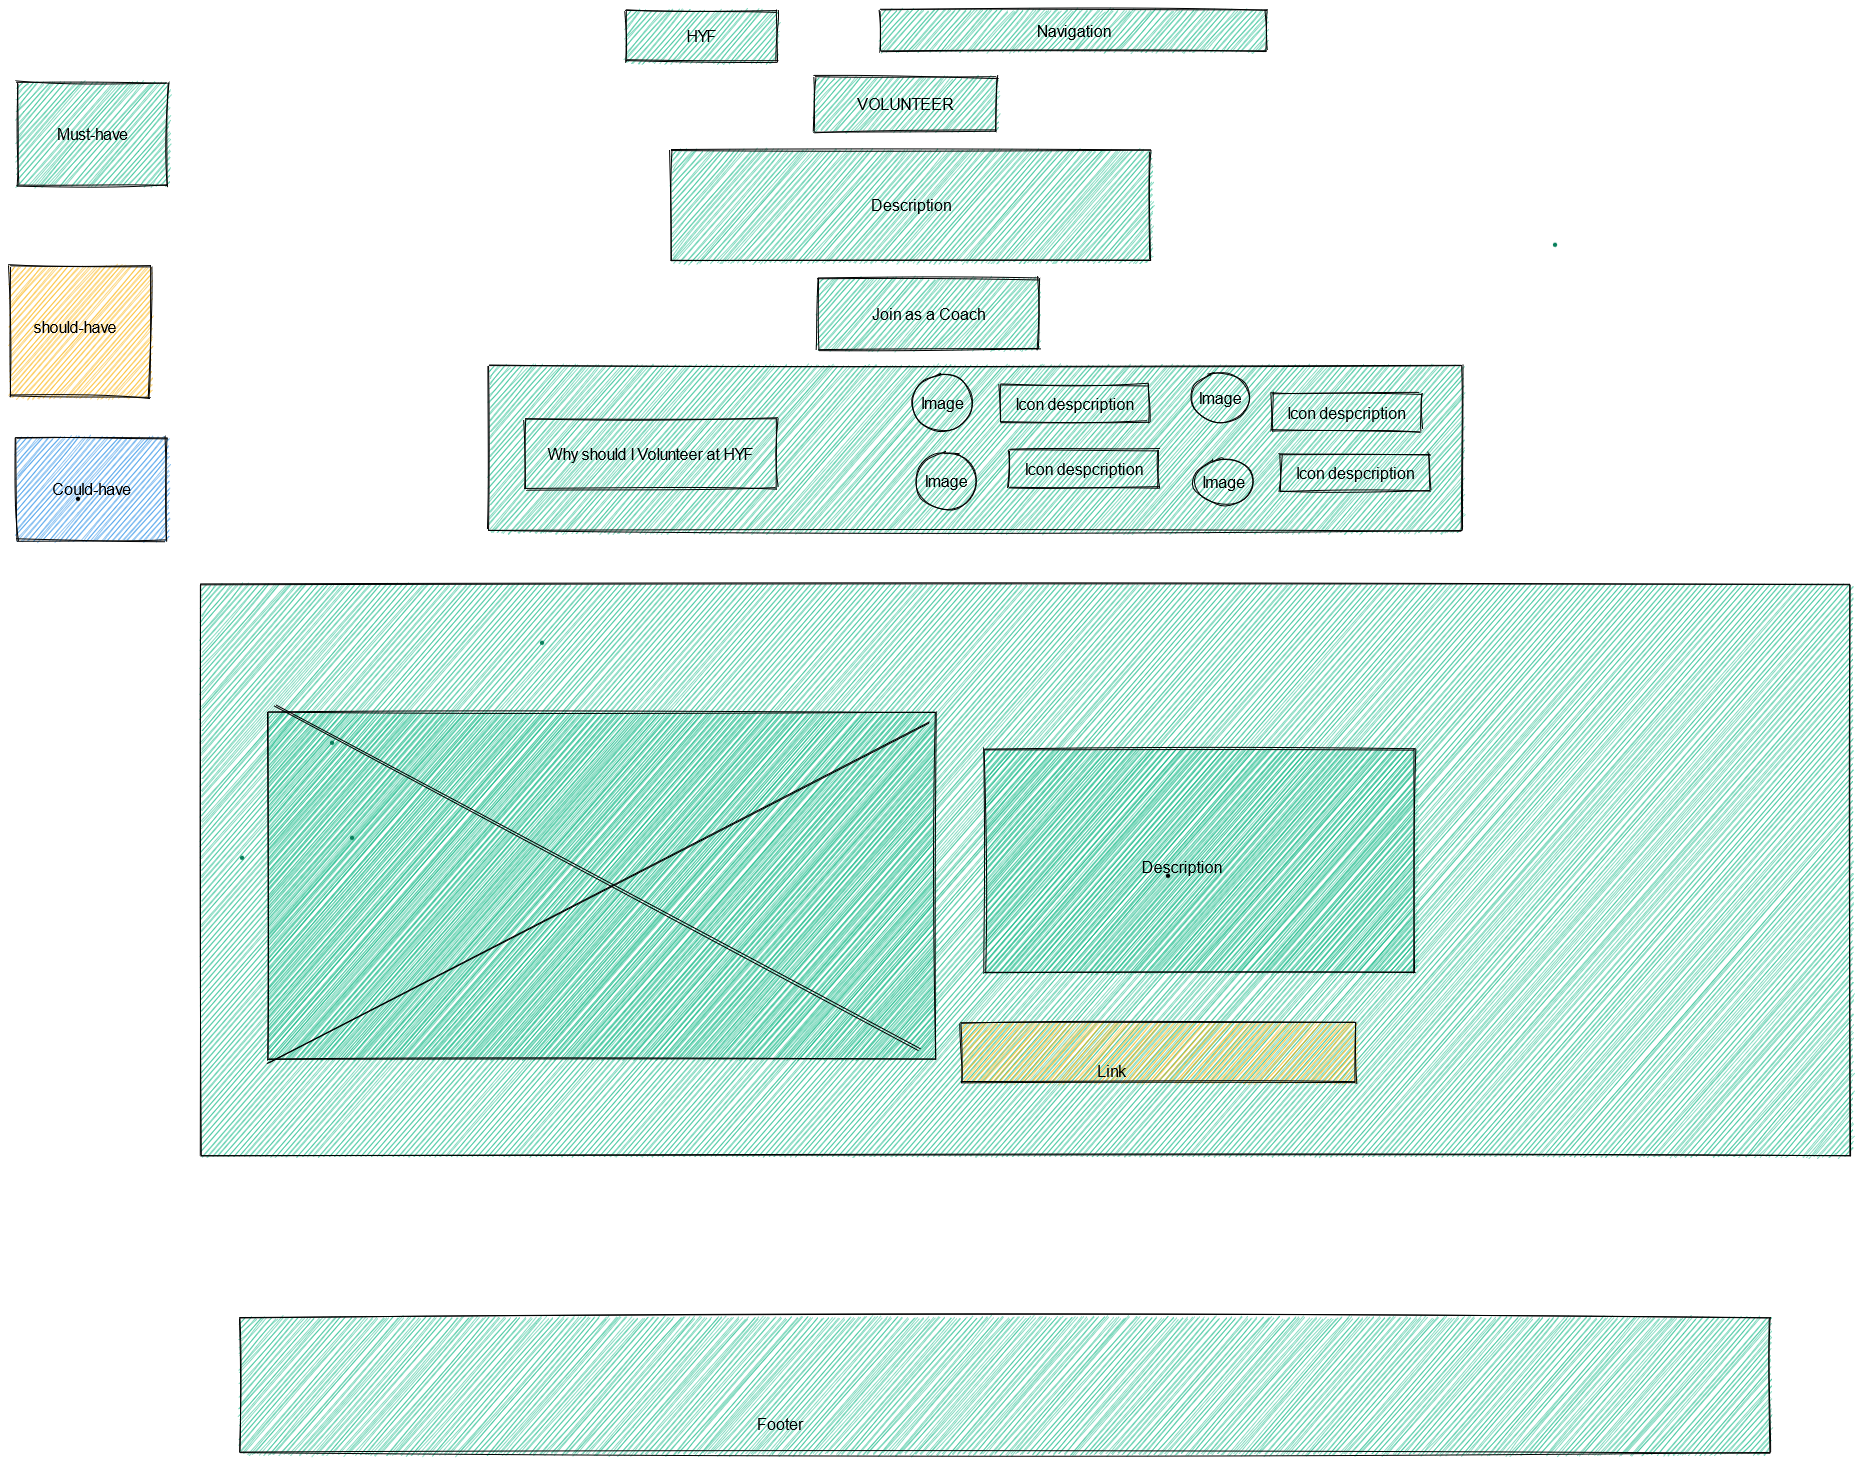 HYF
Navigation
VOLUNTEER
Must-have
Description
should-have
Join as a Coach
Image
Icon despcription
Image
Icon despcription
Why should I Volunteer at HYF
Image
Icon despcription
Image
Icon despcription
Could-have
Description
Link
Footer